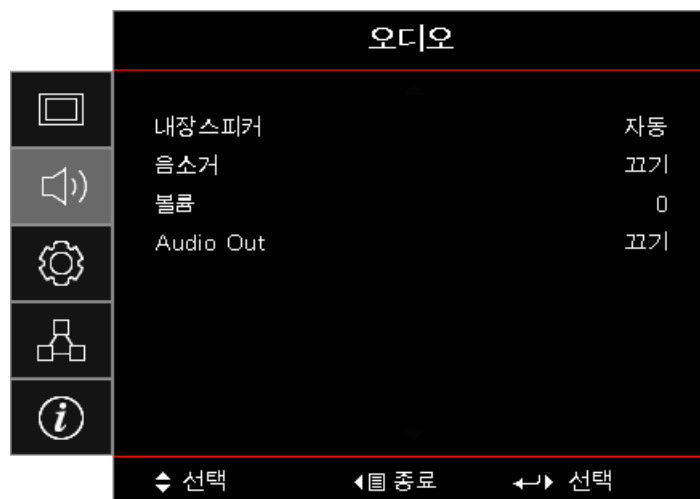 오디오
내장스피커 자동
음소거 끄기
볼륨 0
Audio Out 끄기
선택 종료 선택